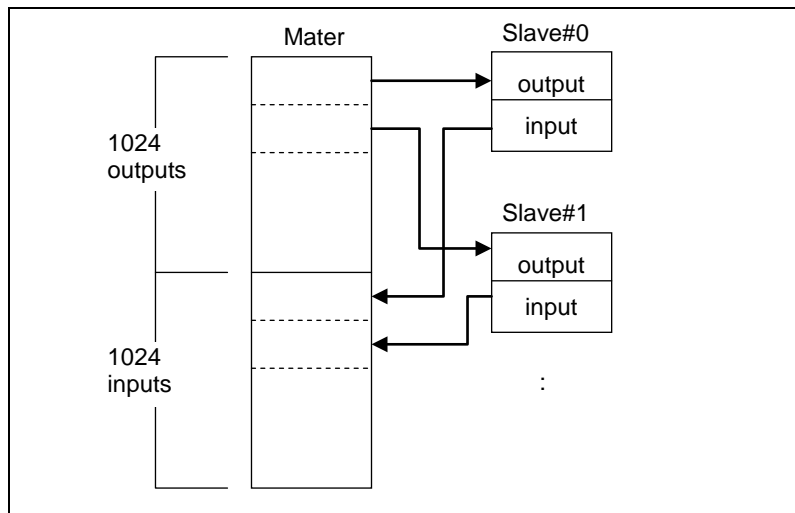 Mater
Slave#0
output
input
1024
outputs
Slave#1
output
input
1024
inputs
: